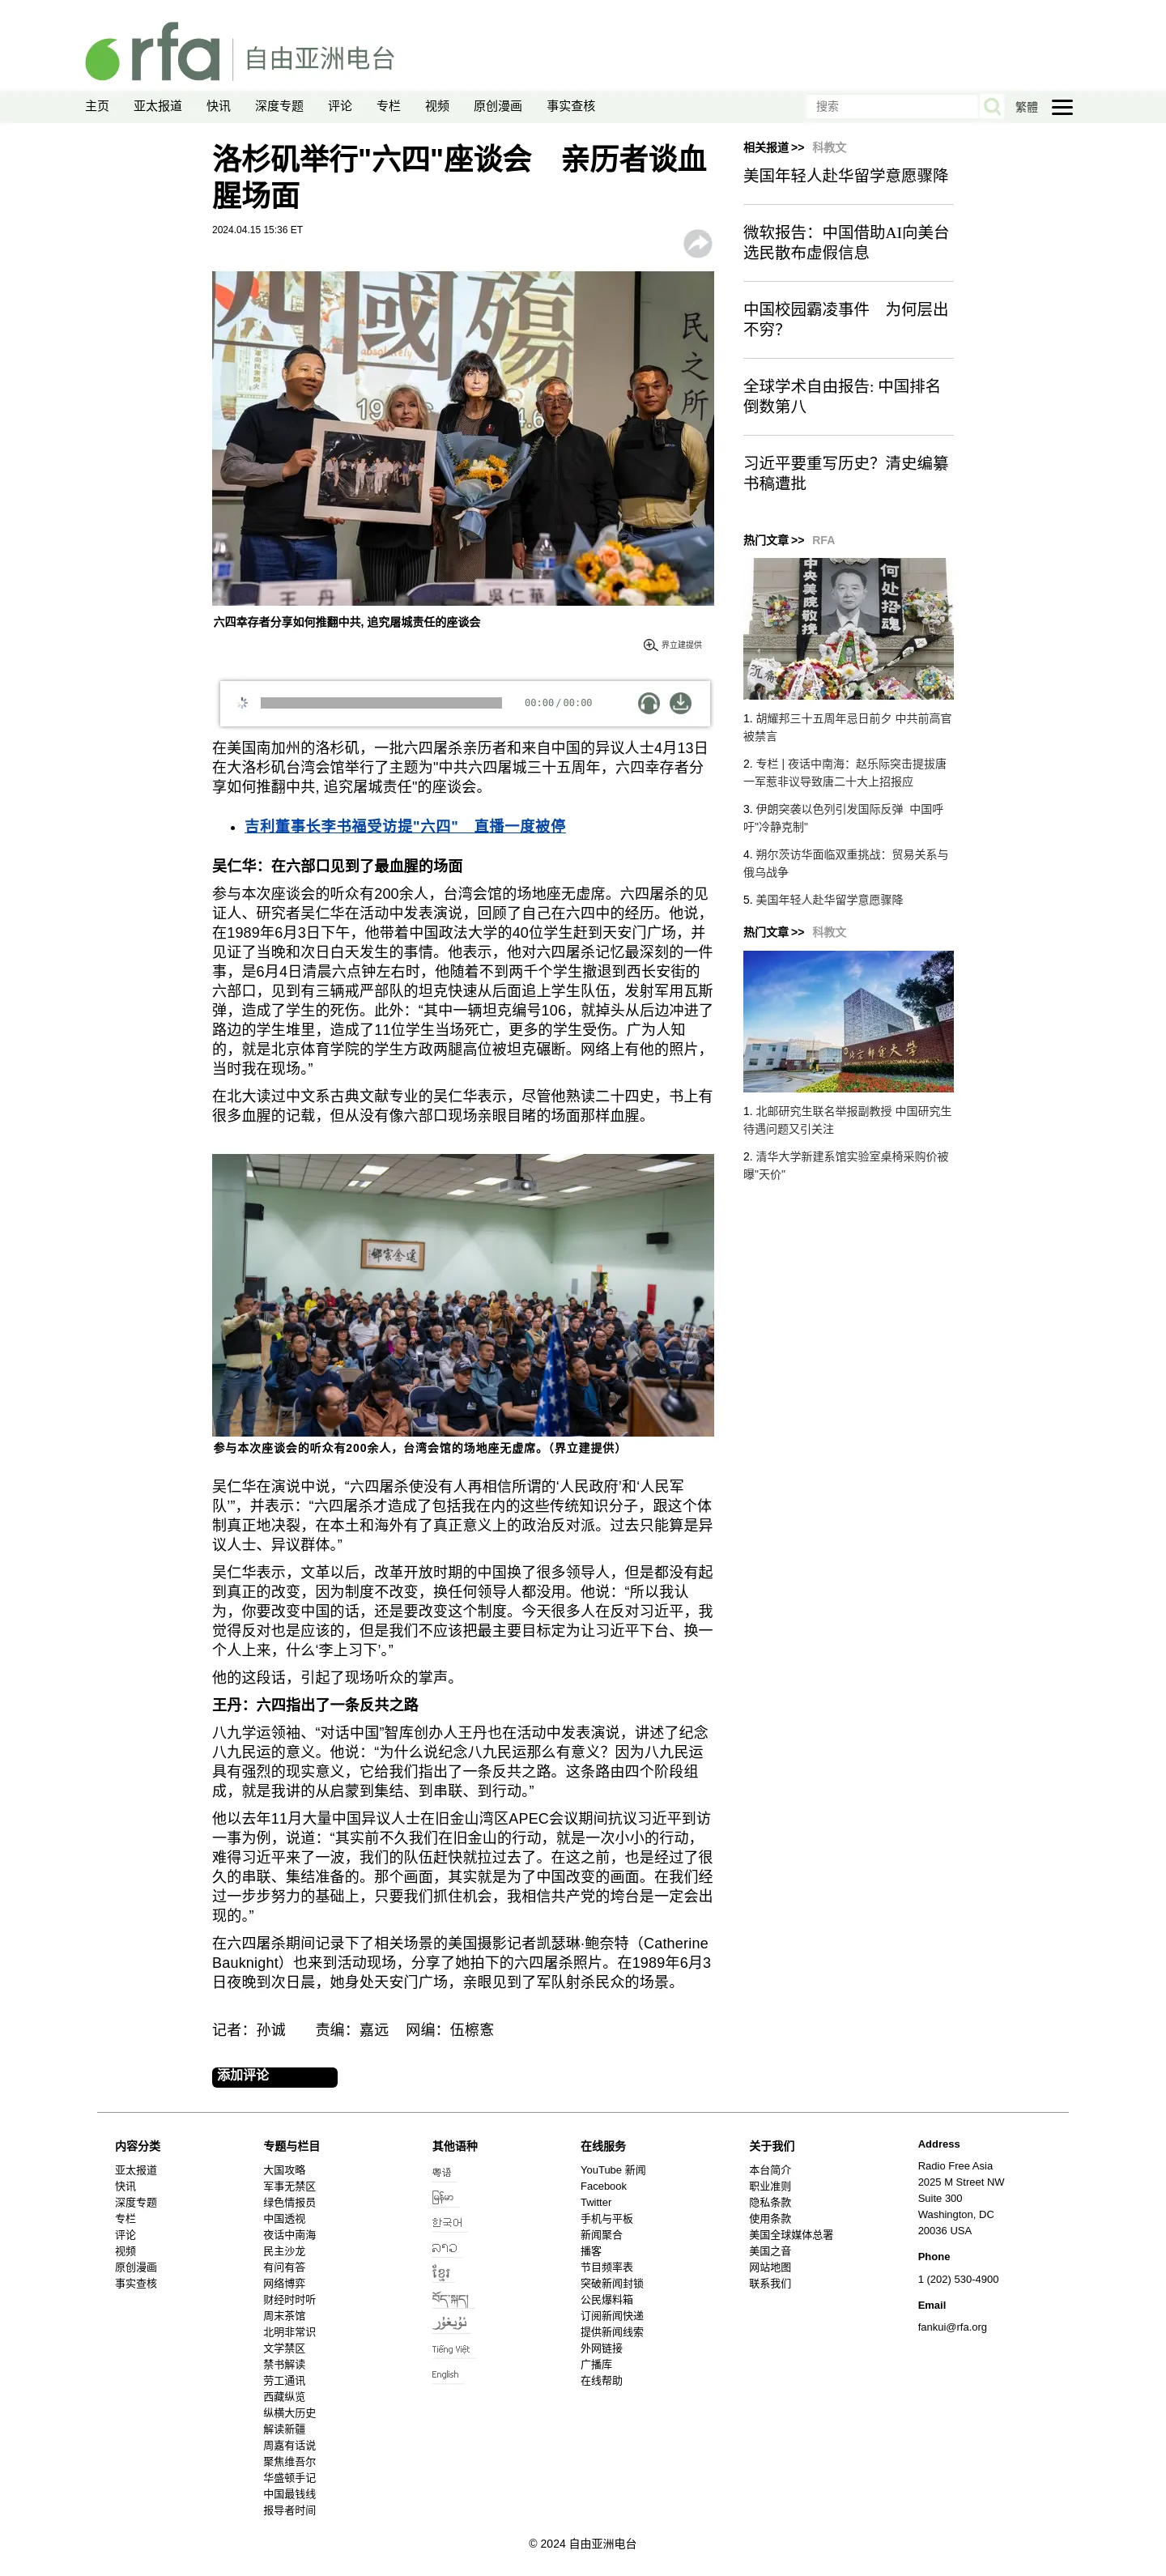 rfa 自由亚洲电台
主页 亚太报道 快讯 深度专题 评论 专栏 视频 原创漫画 事实查核
搜索
繁體
洛杉矶举行"六四"座谈会　亲历者谈血
腥场面
2024.04.15 15:36 ET
國殤
民之所
absolutely
王 丹
吳仁華
六四幸存者分享如何推翻中共, 追究屠城责任的座谈会
界立建提供
00:00 / 00:00
在美国南加州的洛杉矶，一批六四屠杀亲历者和来自中国的异议人士4月13日
在大洛杉矶台湾会馆举行了主题为"中共六四屠城三十五周年，六四幸存者分
享如何推翻中共, 追究屠城责任"的座谈会。
吉利董事长李书福受访提"六四"　直播一度被停
吴仁华：在六部口见到了最血腥的场面
参与本次座谈会的听众有200余人，台湾会馆的场地座无虚席。六四屠杀的见
证人、研究者吴仁华在活动中发表演说，回顾了自己在六四中的经历。他说，
在1989年6月3日下午，他带着中国政法大学的40位学生赶到天安门广场，并
见证了当晚和次日白天发生的事情。他表示，他对六四屠杀记忆最深刻的一件
事，是6月4日清晨六点钟左右时，他随着不到两千个学生撤退到西长安街的
六部口，见到有三辆戒严部队的坦克快速从后面追上学生队伍，发射军用瓦斯
弹，造成了学生的死伤。此外：“其中一辆坦克编号106，就掉头从后边冲进了
路边的学生堆里，造成了11位学生当场死亡，更多的学生受伤。广为人知
的，就是北京体育学院的学生方政两腿高位被坦克碾断。网络上有他的照片，
当时我在现场。”
在北大读过中文系古典文献专业的吴仁华表示，尽管他熟读二十四史，书上有
很多血腥的记载，但从没有像六部口现场亲眼目睹的场面那样血腥。
参与本次座谈会的听众有200余人，台湾会馆的场地座无虚席。（界立建提供）
吴仁华在演说中说，“六四屠杀使没有人再相信所谓的‘人民政府’和‘人民军
队’”，并表示：“六四屠杀才造成了包括我在内的这些传统知识分子，跟这个体
制真正地决裂，在本土和海外有了真正意义上的政治反对派。过去只能算是异
议人士、异议群体。”
吴仁华表示，文革以后，改革开放时期的中国换了很多领导人，但是都没有起
到真正的改变，因为制度不改变，换任何领导人都没用。他说：“所以我认
为，你要改变中国的话，还是要改变这个制度。今天很多人在反对习近平，我
觉得反对也是应该的，但是我们不应该把最主要目标定为让习近平下台、换一
个人上来，什么‘李上习下’。”
他的这段话，引起了现场听众的掌声。
王丹：六四指出了一条反共之路
八九学运领袖、“对话中国”智库创办人王丹也在活动中发表演说，讲述了纪念
八九民运的意义。他说：“为什么说纪念八九民运那么有意义？因为八九民运
具有强烈的现实意义，它给我们指出了一条反共之路。这条路由四个阶段组
成，就是我讲的从启蒙到集结、到串联、到行动。”
他以去年11月大量中国异议人士在旧金山湾区APEC会议期间抗议习近平到访
一事为例，说道：“其实前不久我们在旧金山的行动，就是一次小小的行动，
难得习近平来了一波，我们的队伍赶快就拉过去了。在这之前，也是经过了很
久的串联、集结准备的。那个画面，其实就是为了中国改变的画面。在我们经
过一步步努力的基础上，只要我们抓住机会，我相信共产党的垮台是一定会出
现的。”
在六四屠杀期间记录下了相关场景的美国摄影记者凯瑟琳·鲍奈特（Catherine
Bauknight）也来到活动现场，分享了她拍下的六四屠杀照片。在1989年6月3
日夜晚到次日晨，她身处天安门广场，亲眼见到了军队射杀民众的场景。
记者：孙诚　　责编：嘉远　网编：伍檫愙
添加评论
相关报道 >> 科教文
美国年轻人赴华留学意愿骤降
微软报告：中国借助AI向美台
选民散布虚假信息
中国校园霸凌事件　为何层出
不穷？
全球学术自由报告: 中国排名
倒数第八
习近平要重写历史？清史编纂
书稿遭批
热门文章 >> RFA
何处招魂
1. 胡耀邦三十五周年忌日前夕 中共前高官
被禁言
2. 专栏 | 夜话中南海：赵乐际突击提拔唐
一军惹非议导致唐二十大上招报应
3. 伊朗突袭以色列引发国际反弹 中国呼
吁"冷静克制"
4. 朔尔茨访华面临双重挑战：贸易关系与
俄乌战争
5. 美国年轻人赴华留学意愿骤降
热门文章 >> 科教文
1. 北邮研究生联名举报副教授 中国研究生
待遇问题又引关注
2. 清华大学新建系馆实验室桌椅采购价被
曝"天价"
内容分类
亚太报道
快讯
深度专题
专栏
评论
视频
原创漫画
事实查核
专题与栏目
大国攻略
军事无禁区
绿色情报员
中国透视
夜话中南海
民主沙龙
有问有答
网络博弈
财经时时听
周末茶馆
北明非常识
文学禁区
禁书解读
劳工通讯
西藏纵览
纵横大历史
解读新疆
周嘉有话说
聚焦维吾尔
华盛顿手记
中国最钱线
报导者时间
其他语种
粤语
မြန်မာ
한국어
ລາວ
ខ្មែរ
བོད་སྐད།
ئۇيغۇر
Tiếng Việt
English
在线服务
YouTube 新闻
Facebook
Twitter
手机与平板
新闻聚合
播客
节目频率表
突破新闻封锁
公民爆料箱
订阅新闻快递
提供新闻线索
外网链接
广播库
在线帮助
关于我们
本台简介
职业准则
隐私条款
使用条款
美国全球媒体总署
美国之音
网站地图
联系我们
Address
Radio Free Asia
2025 M Street NW
Suite 300
Washington, DC
20036 USA
Phone
1 (202) 530-4900
Email
fankui@rfa.org
© 2024 自由亚洲电台